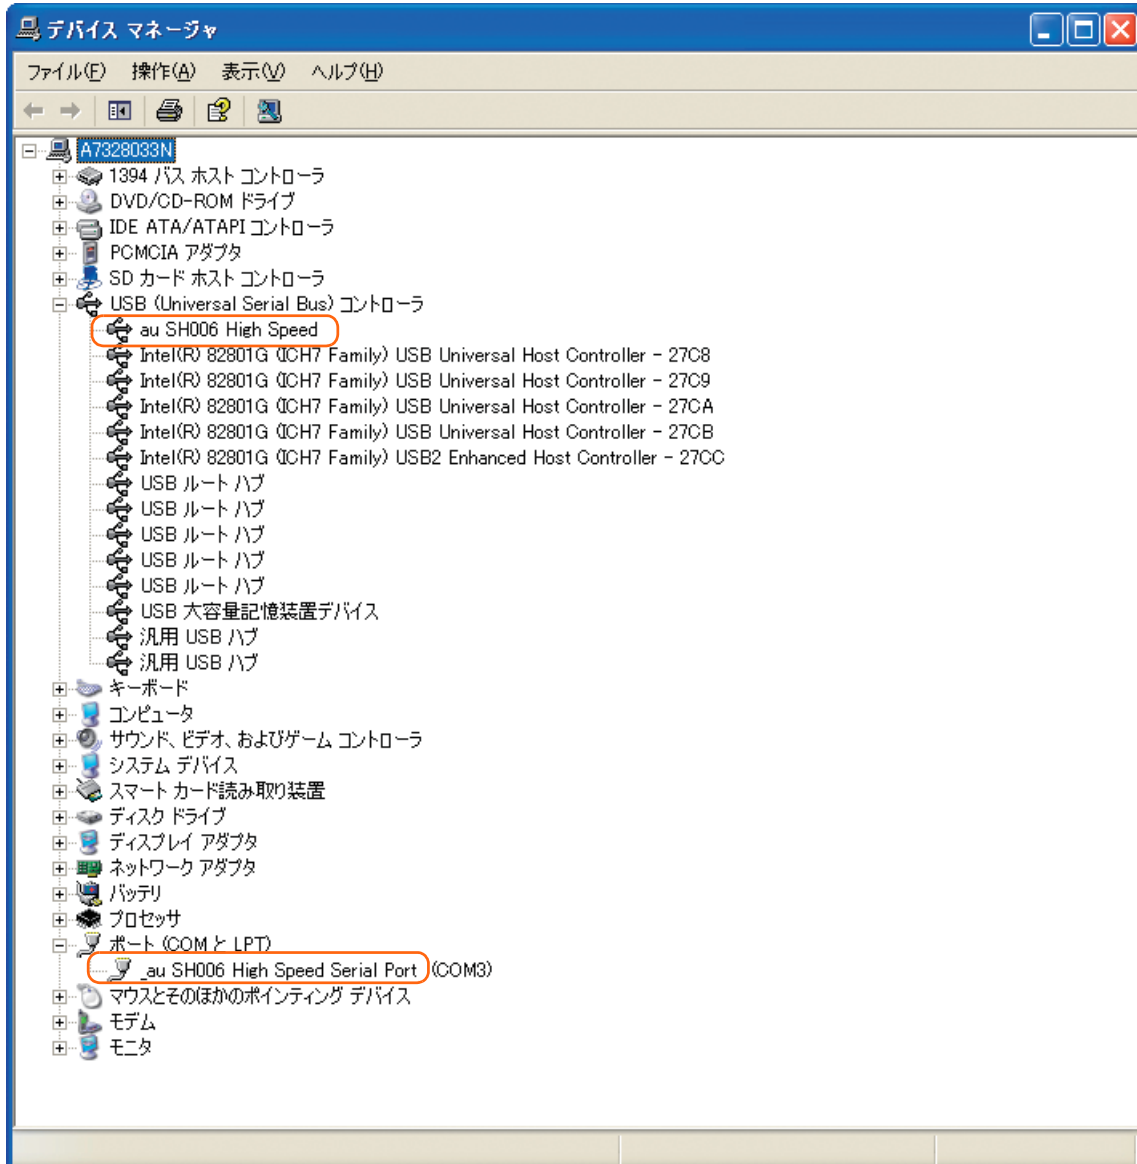 デバイス マネージャ
ファイル(F) 操作(A) 表示(V) ヘルプ(H)
A7328033N
1394 バス ホスト コントローラ
DVD/CD-ROM ドライブ
IDE ATA/ATAPI コントローラ
PCMCIA アダプタ
SD カード ホスト コントローラ
USB (Universal Serial Bus) コントローラ
au SH006 High Speed
Intel(R) 82801G (ICH7 Family) USB Universal Host Controller - 27C8
Intel(R) 82801G (ICH7 Family) USB Universal Host Controller - 27C9
Intel(R) 82801G (ICH7 Family) USB Universal Host Controller - 27CA
Intel(R) 82801G (ICH7 Family) USB Universal Host Controller - 27CB
Intel(R) 82801G (ICH7 Family) USB2 Enhanced Host Controller - 27CC
USB ルート ハブ
USB ルート ハブ
USB ルート ハブ
USB ルート ハブ
USB ルート ハブ
USB 大容量記憶装置デバイス
汎用 USB ハブ
汎用 USB ハブ
キーボード
コンピュータ
サウンド、ビデオ、およびゲーム コントローラ
システム デバイス
スマート カード読み取り装置
ディスク ドライブ
ディスプレイ アダプタ
ネットワーク アダプタ
バッテリ
プロセッサ
ポート (COM と LPT)
_au SH006 High Speed Serial Port (COM3)
マウスとそのほかのポインティング デバイス
モデム
モニタ